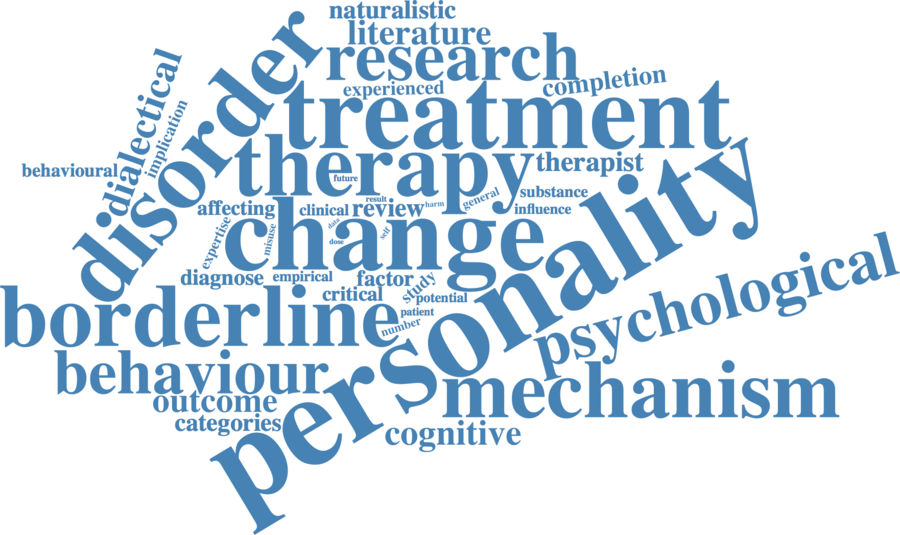 naturalistic
literature
research
experienced
completion
treatment
disorder
dialectical
implication
behavioural
therapy
therapist
future
substance
general
result
harm
influence
affecting
clinical
review
expertise
misuse
data
dose
self
change
personality
diagnose
empirical
factor
study
critical
potential
patient
number
borderline
psychological
behaviour
mechanism
outcome
categories
cognitive